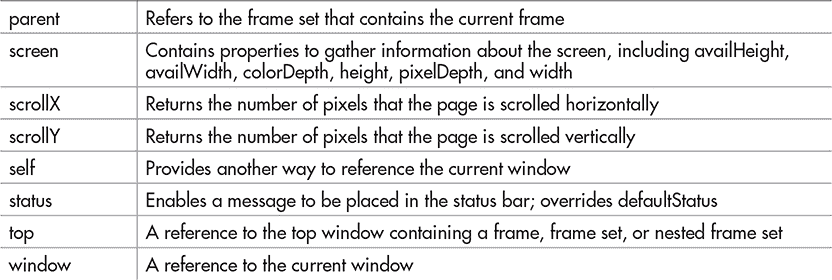 parent Refers to the frame set that contains the current frame
screen Contains properties to gather information about the screen, including availHeight,
availWidth, colorDepth, height, pixelDepth, and width
scrollX Returns the number of pixels that the page is scrolled horizontally
scrollY Returns the number of pixels that the page is scrolled vertically
self Provides another way to reference the current window
status Enables a message to be placed in the status bar; overrides defaultStatus
top A reference to the top window containing a frame, frame set, or nested frame set
window A reference to the current window